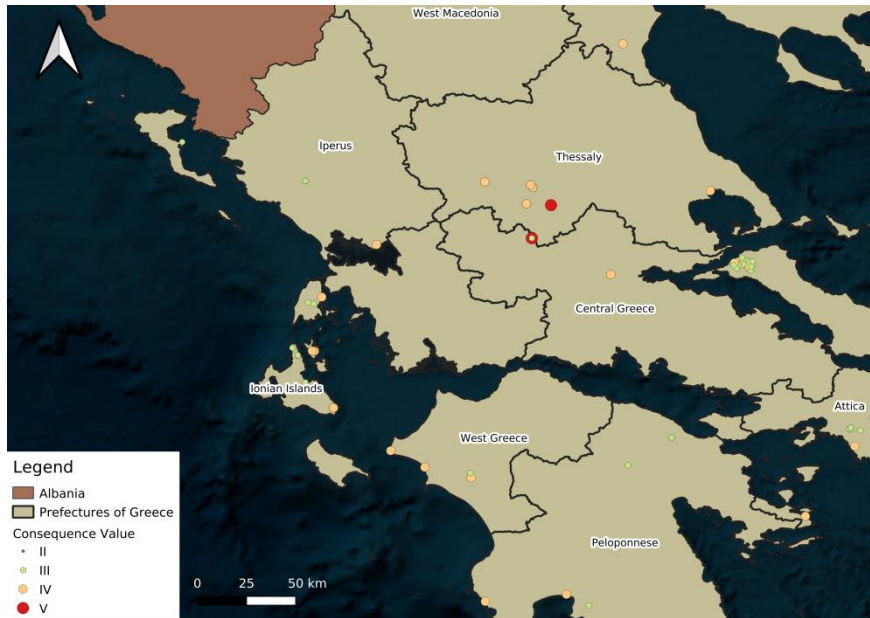 West Macedonia
Iperus
Thessaly
Central Greece
Ionian Islands
Attica
West Greece
Peloponnese
Legend
Albania
Prefectures of Greece
Consequence Value
II
III
IV
V
0 25 50 km